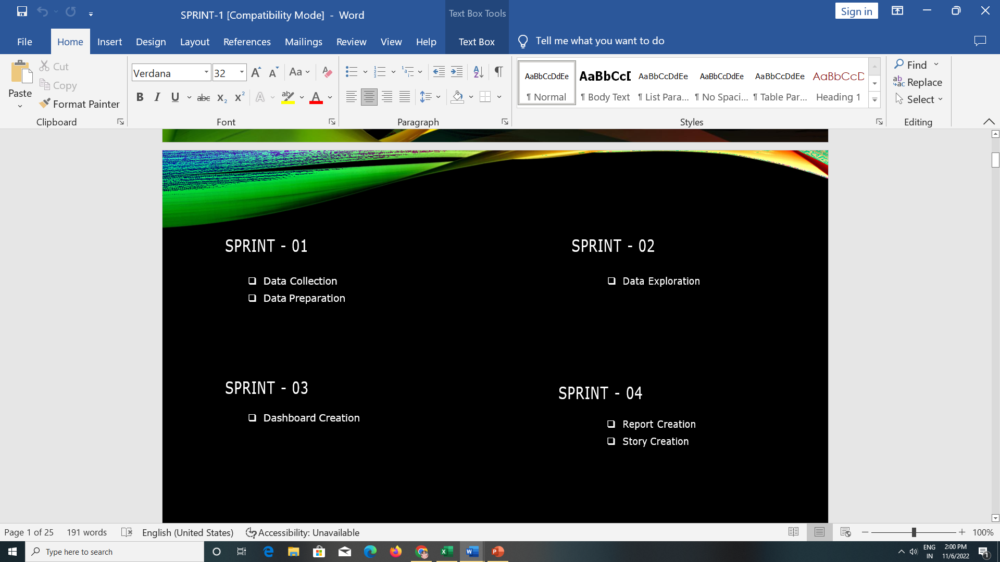 SPRINT-1 [Compatibility Mode] - Word
Text Box Tools
Sign in
File Home Insert Design Layout References Mailings Review View Help Text Box Tell me what you want to do
Paste
Cut
Copy
Format Painter
Clipboard
Verdana 32
Font
Paragraph
AaBbCcDdEe AaBbCcI AaBbCcDdEe AaBbCcDdEe AaBbCcDdEe AaBbCcD
¶ Normal ¶ Body Text ¶ List Para... ¶ No Spaci... ¶ Table Par... Heading 1
Styles
Find
Replace
Select
Editing
SPRINT - 01
Data Collection
Data Preparation
SPRINT - 02
Data Exploration
SPRINT - 03
Dashboard Creation
SPRINT - 04
Report Creation
Story Creation
Page 1 of 25 191 words English (United States) Accessibility: Unavailable 100%
Type here to search
ENG
IN
2:00 PM
11/6/2022
1